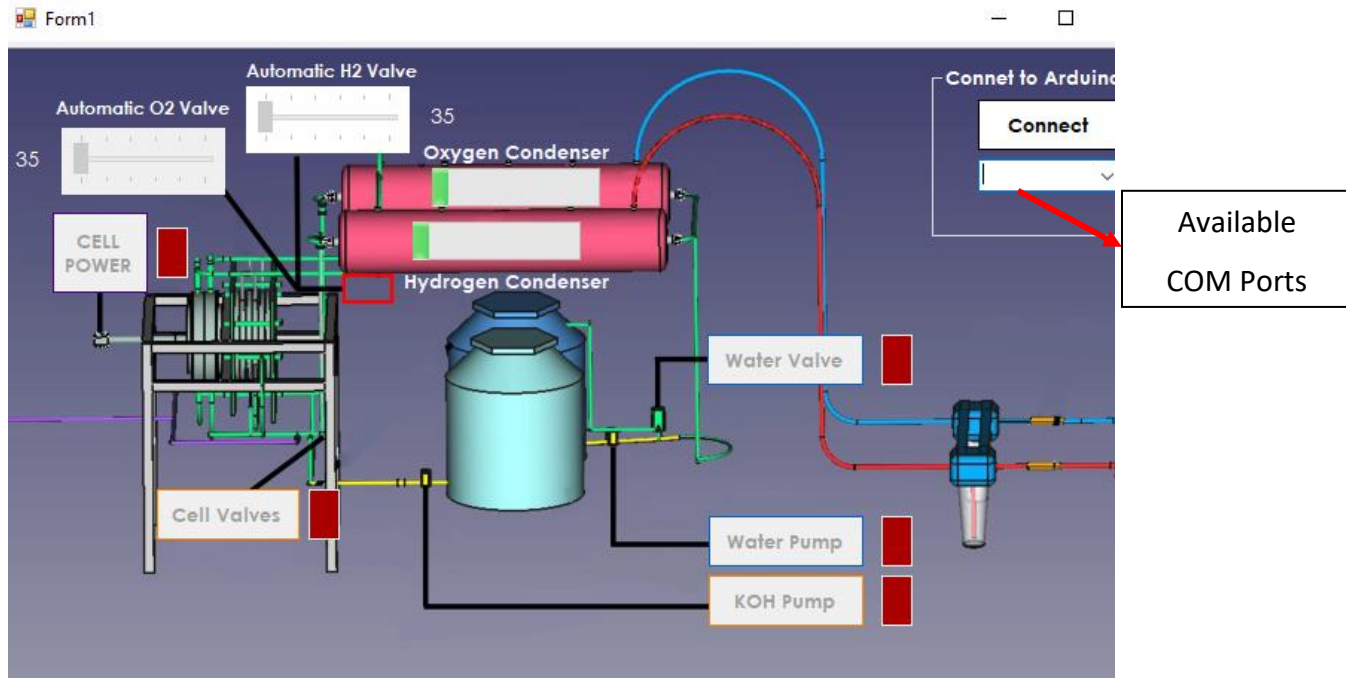 Form1
Automatic H2 Valve
35
Automatic O2 Valve
35
Connet to Arduino
Connect
Oxygen Condenser
Available
COM Ports
CELL
POWER
Hydrogen Condenser
Water Valve
Cell Valves
Water Pump
KOH Pump